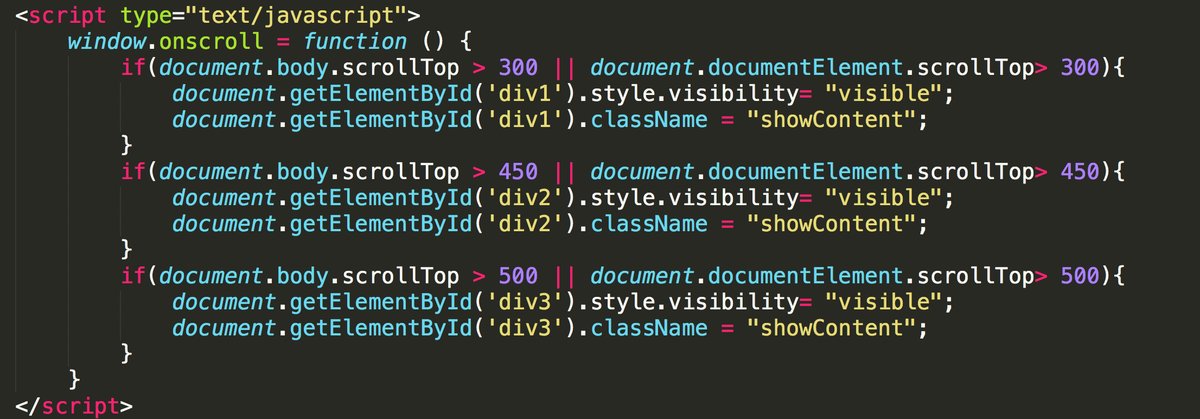 <script type="text/javascript">
    window.onscroll = function () {
        if(document.body.scrollTop > 300 || document.documentElement.scrollTop> 300){
            document.getElementById('div1').style.visibility= "visible";
            document.getElementById('div1').className = "showContent";
        }
        if(document.body.scrollTop > 450 || document.documentElement.scrollTop> 450){
            document.getElementById('div2').style.visibility= "visible";
            document.getElementById('div2').className = "showContent";
        }
        if(document.body.scrollTop > 500 || document.documentElement.scrollTop> 500){
            document.getElementById('div3').style.visibility= "visible";
            document.getElementById('div3').className = "showContent";
        }
    }
</script>